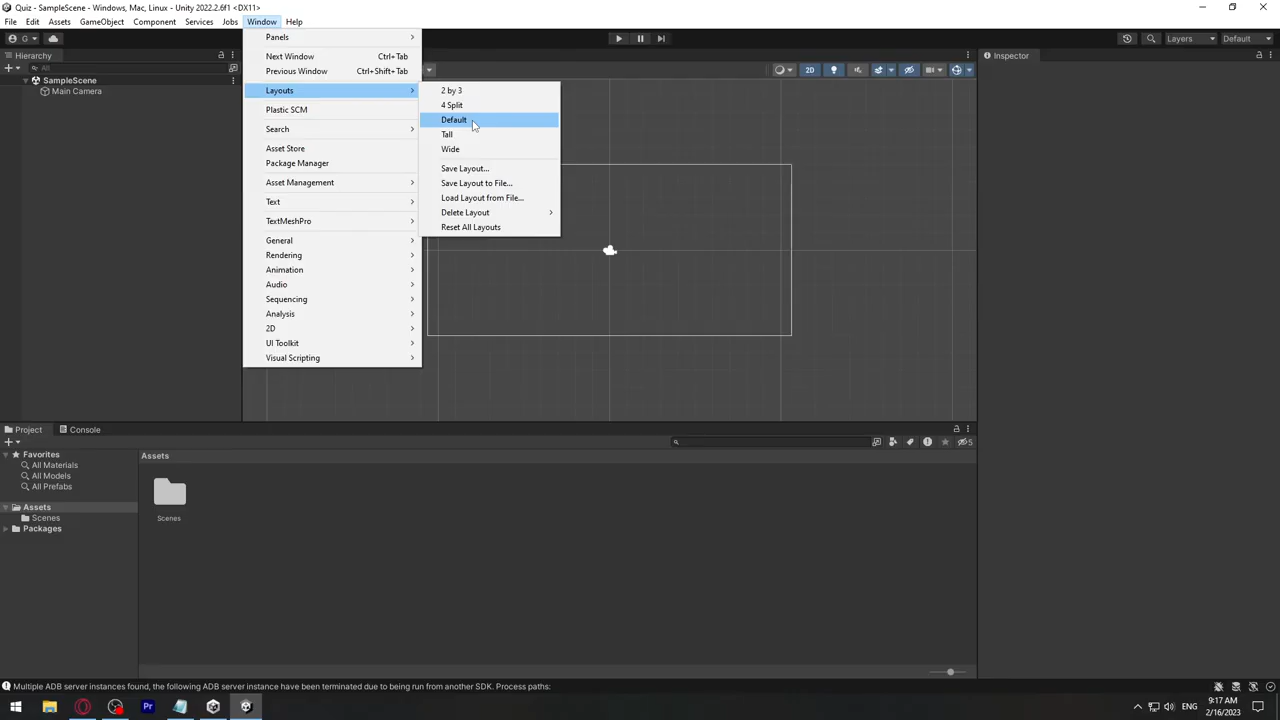 Quiz - SampleScene - Windows, Mac, Linux - Unity 2022.2.6f1 <DX11>
File Edit Assets GameObject Component Services Jobs Window Help
G
Layers Default
Hierarchy
Inspector
All
SampleScene
Main Camera
2D
Panels
Next Window Ctrl+Tab
Previous Window Ctrl+Shift+Tab
Layouts
Plastic SCM
Search
Asset Store
Package Manager
Asset Management
Text
TextMeshPro
General
Rendering
Animation
Audio
Sequencing
Analysis
2D
UI Toolkit
Visual Scripting
2 by 3
4 Split
Default
Tall
Wide
Save Layout...
Save Layout to File...
Load Layout from File...
Delete Layout
Reset All Layouts
Project Console
5
Favorites
All Materials
All Models
All Prefabs
Assets
Scenes
Packages
Assets
Scenes
Multiple ADB server instances found, the following ADB server instance have been terminated due to being run from another SDK. Process paths:
Pr
ENG
9:17 AM
2/16/2023